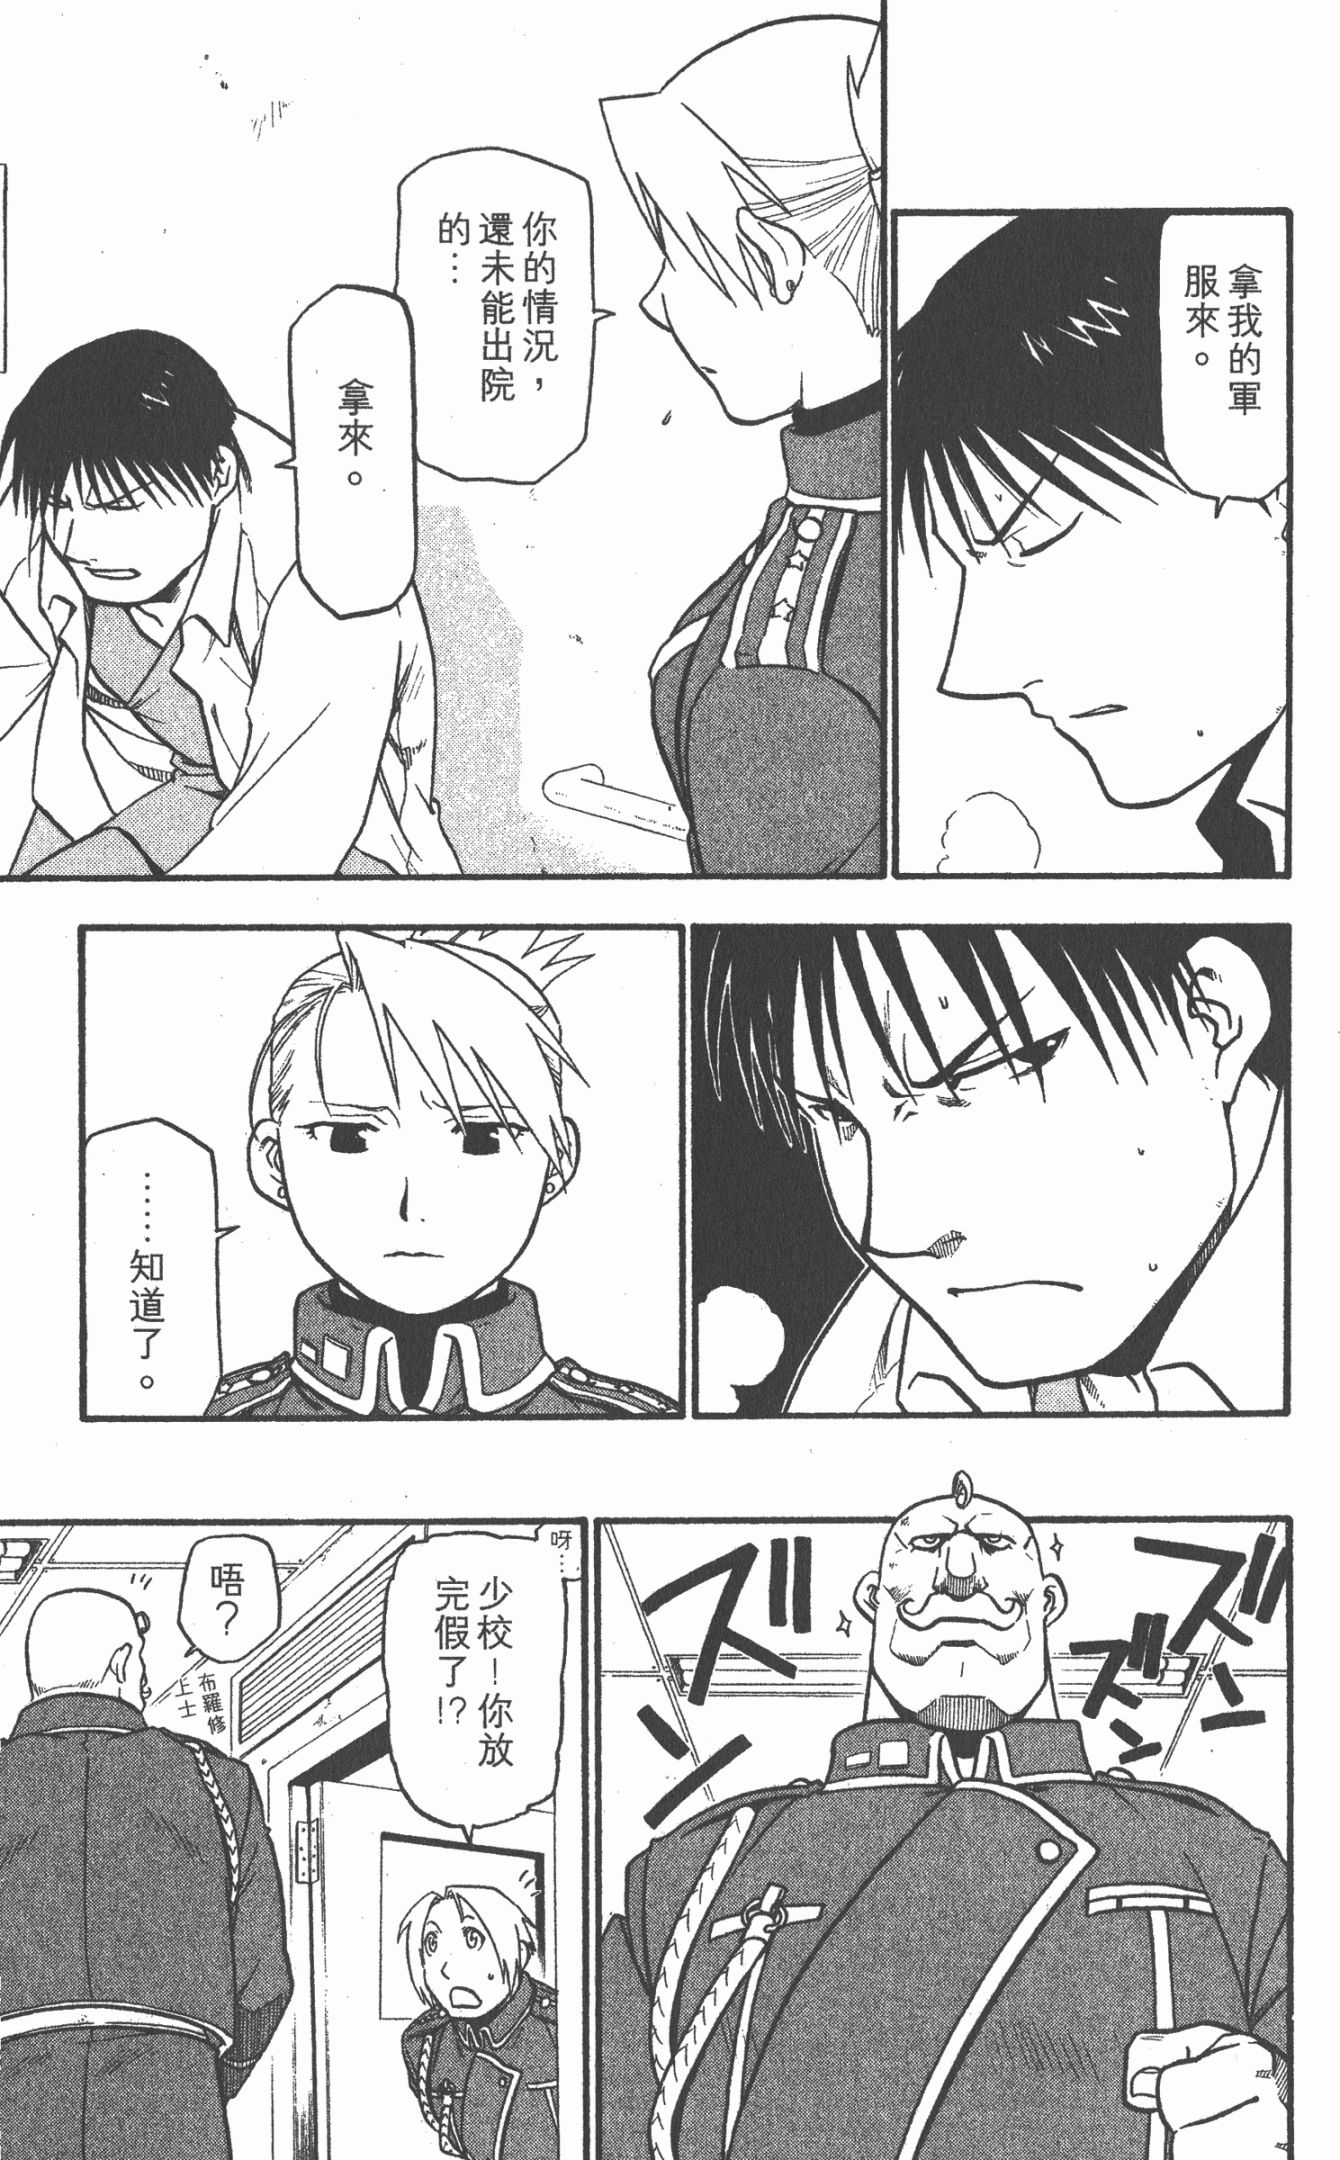 拿我的軍
服來。
你的情況，
還未能出院
的…
拿來。
………知道了。
ズズン
ズズン
ズン
呀…
少校！你放
完假了!?
唔？
布羅修
上士